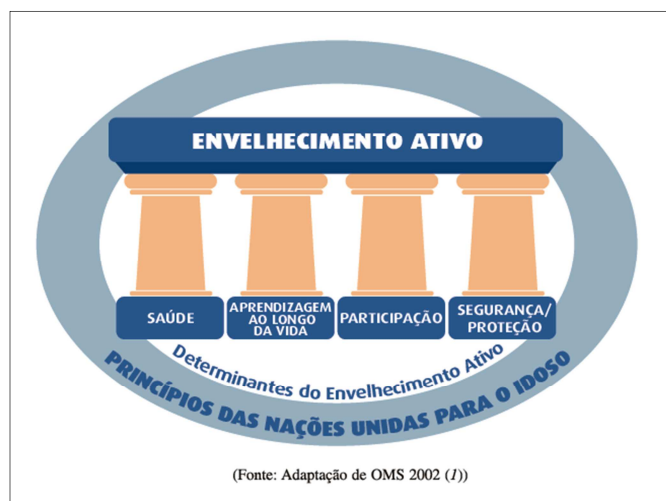 ENVELHECIMENTO ATIVO
SAÚDE
APRENDIZAGEM
AO LONGO
DA VIDA
PARTICIPAÇÃO
SEGURANÇA/
PROTEÇÃO
Determinantes do Envelhecimento Ativo
PRINCÍPIOS DAS NAÇÕES UNIDAS PARA O IDOSO
(Fonte: Adaptação de OMS 2002 (1))